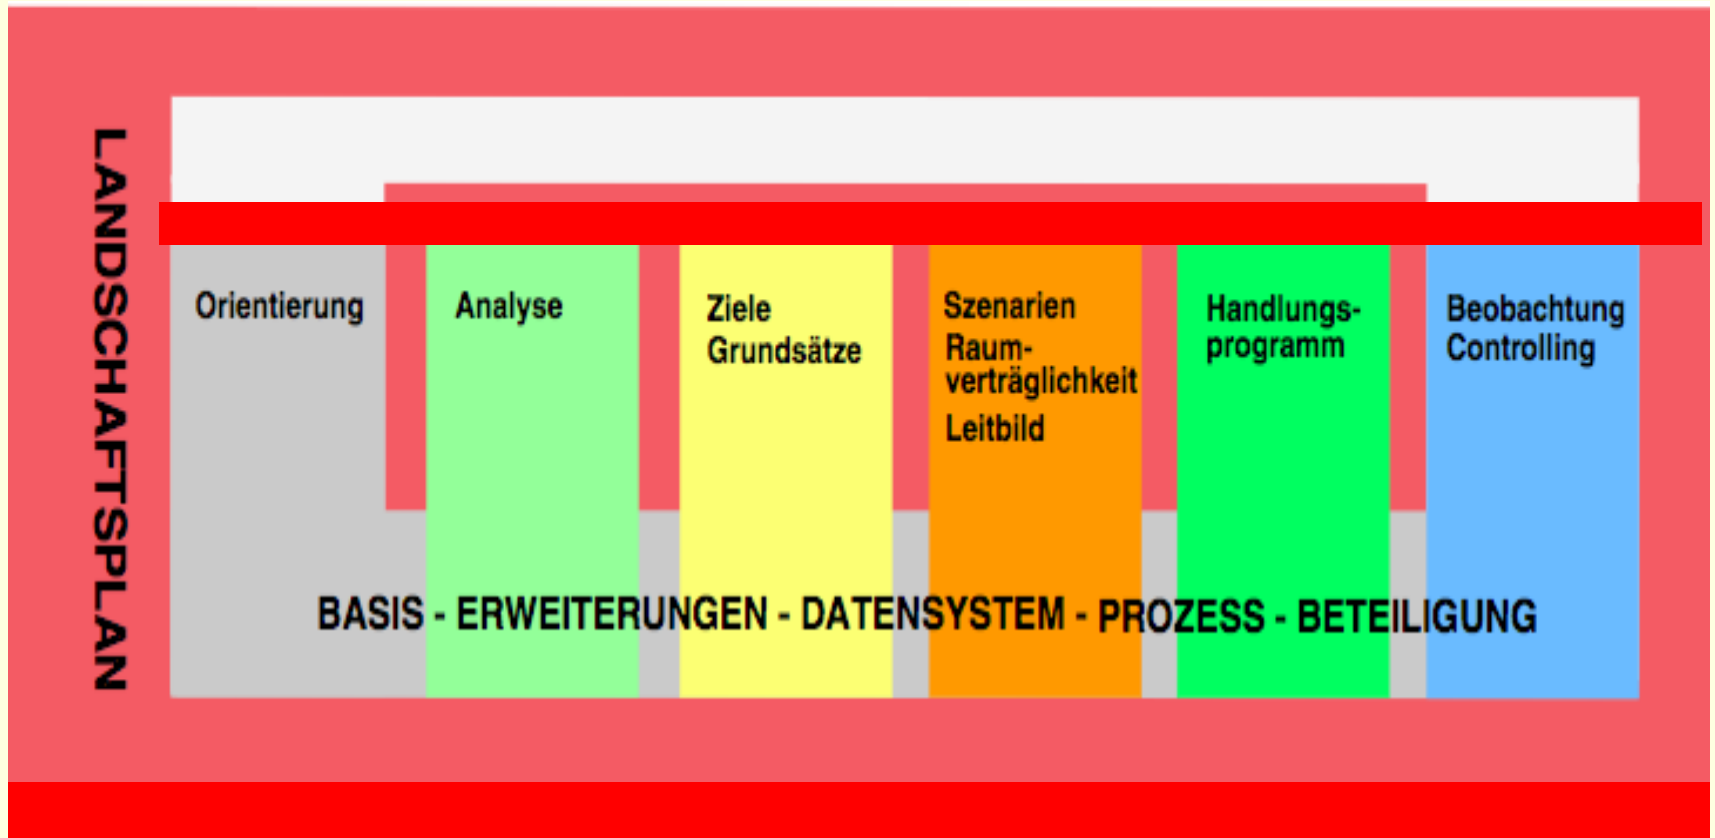 LANDSCHAFTSPLAN
Orientierung
Analyse
Ziele
Grundsätze
Szenarien
Raum-
verträglichkeit
Leitbild
Handlungs-
programm
Beobachtung
Controlling
BASIS - ERWEITERUNGEN - DATENSYSTEM - PROZESS - BETEILIGUNG